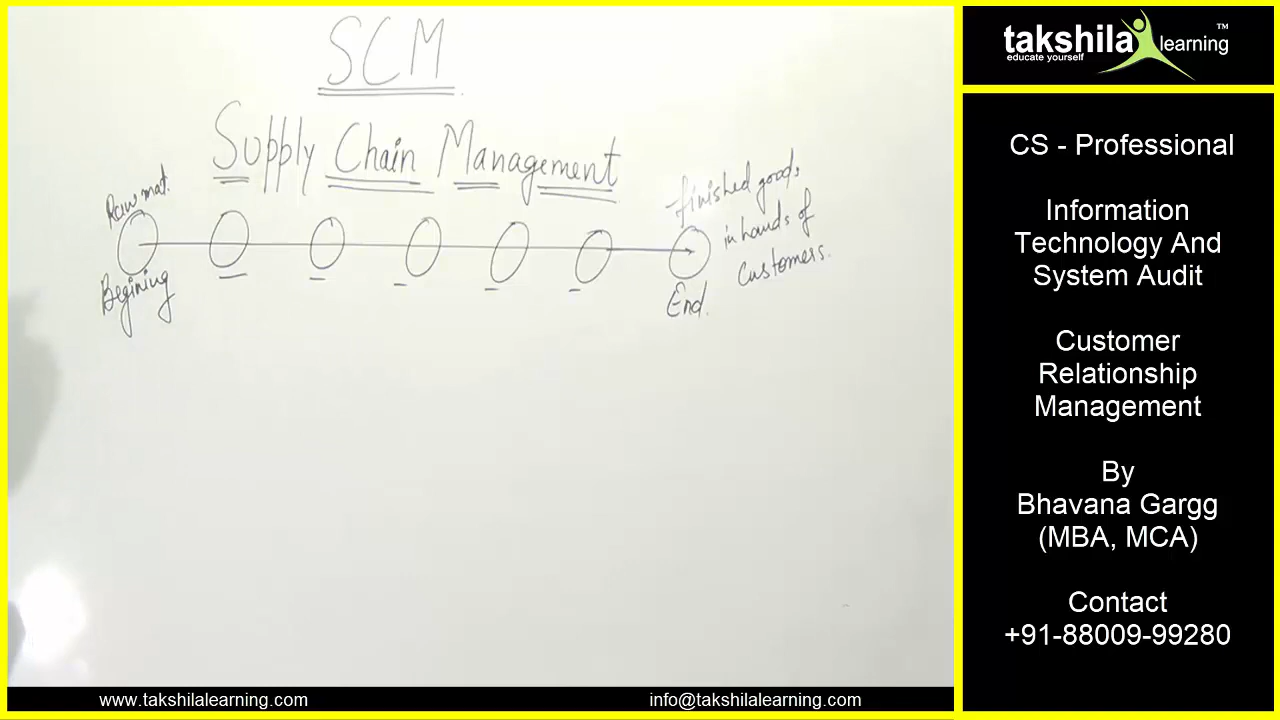 SCM
Supply Chain Management
Raw mat.
Begining
finished goods
in hands of
customers.
End.
takshila
learning
TM
educate yourself
CS - Professional
Information
Technology And
System Audit
Customer
Relationship
Management
By
Bhavana Gargg
(MBA, MCA)
Contact
+91-88009-99280
www.takshilalearning.com
info@takshilalearning.com